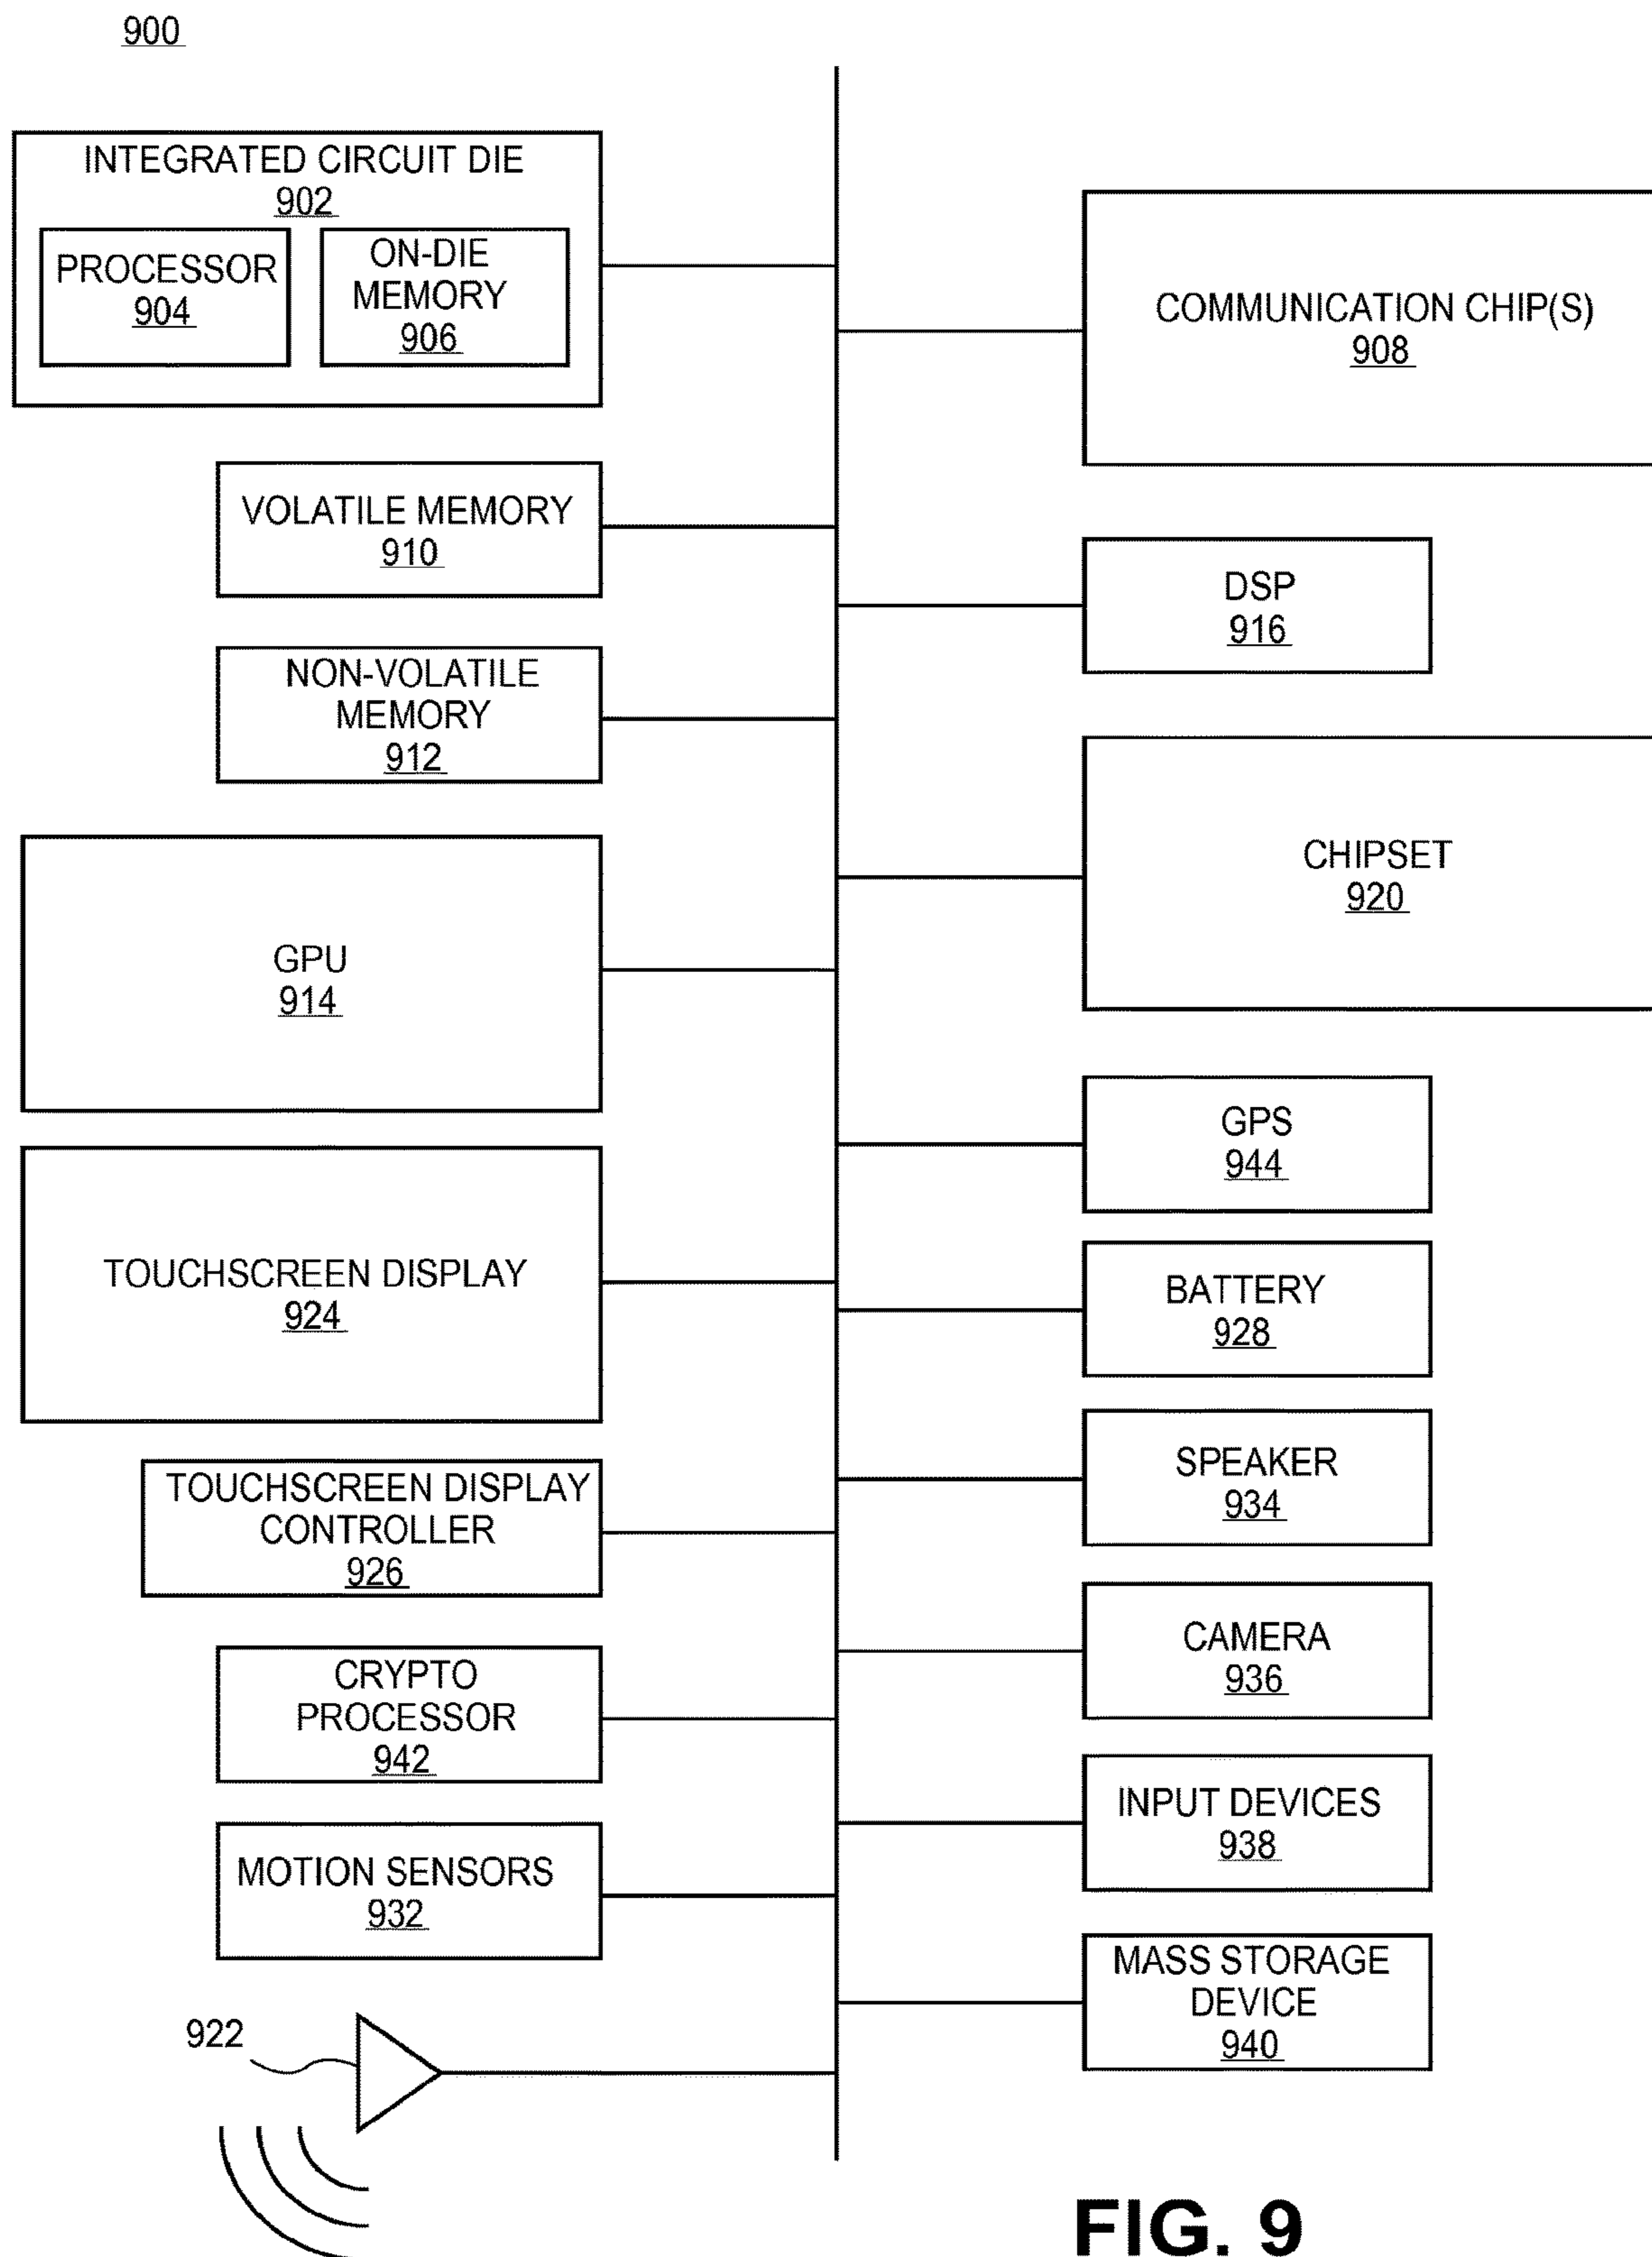 900
INTEGRATED CIRCUIT DIE
902
PROCESSOR
904
ON-DIE
MEMORY
906
VOLATILE MEMORY
910
NON-VOLATILE
MEMORY
912
GPU
914
TOUCHSCREEN DISPLAY
924
TOUCHSCREEN DISPLAY
CONTROLLER
926
CRYPTO
PROCESSOR
942
MOTION SENSORS
932
922
COMMUNICATION CHIP(S)
908
DSP
916
CHIPSET
920
GPS
944
BATTERY
928
SPEAKER
934
CAMERA
936
INPUT DEVICES
938
MASS STORAGE
DEVICE
940
FIG. 9